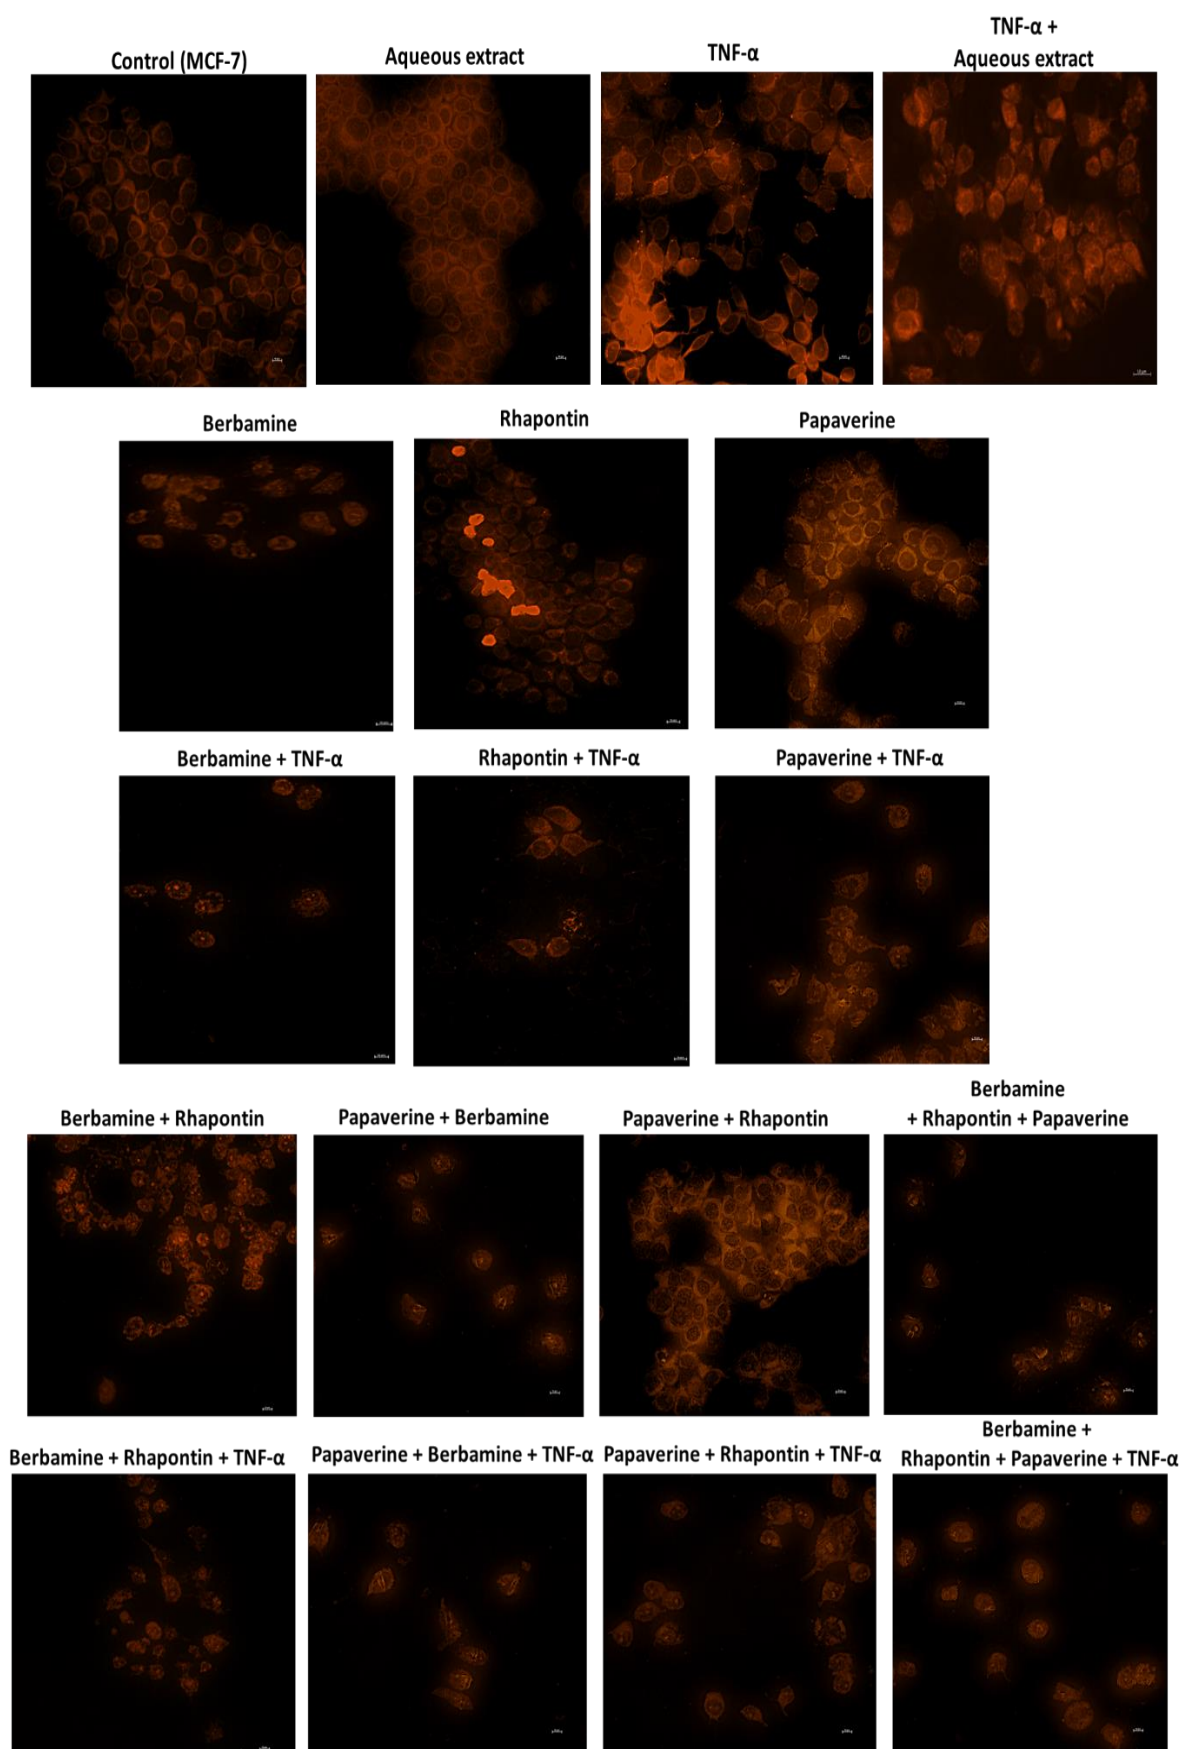 Control (MCF-7)
Aqueous extract
TNF-α
TNF-α +
Aqueous extract
Berbamine
Rhapontin
Papaverine
Berbamine + TNF-α
Rhapontin + TNF-α
Papaverine + TNF-α
Berbamine + Rhapontin
Papaverine + Berbamine
Papaverine + Rhapontin
Berbamine
+ Rhapontin + Papaverine
Berbamine + Rhapontin + TNF-α
Papaverine + Berbamine + TNF-α
Papaverine + Rhapontin + TNF-α
Berbamine +
Rhapontin + Papaverine + TNF-α